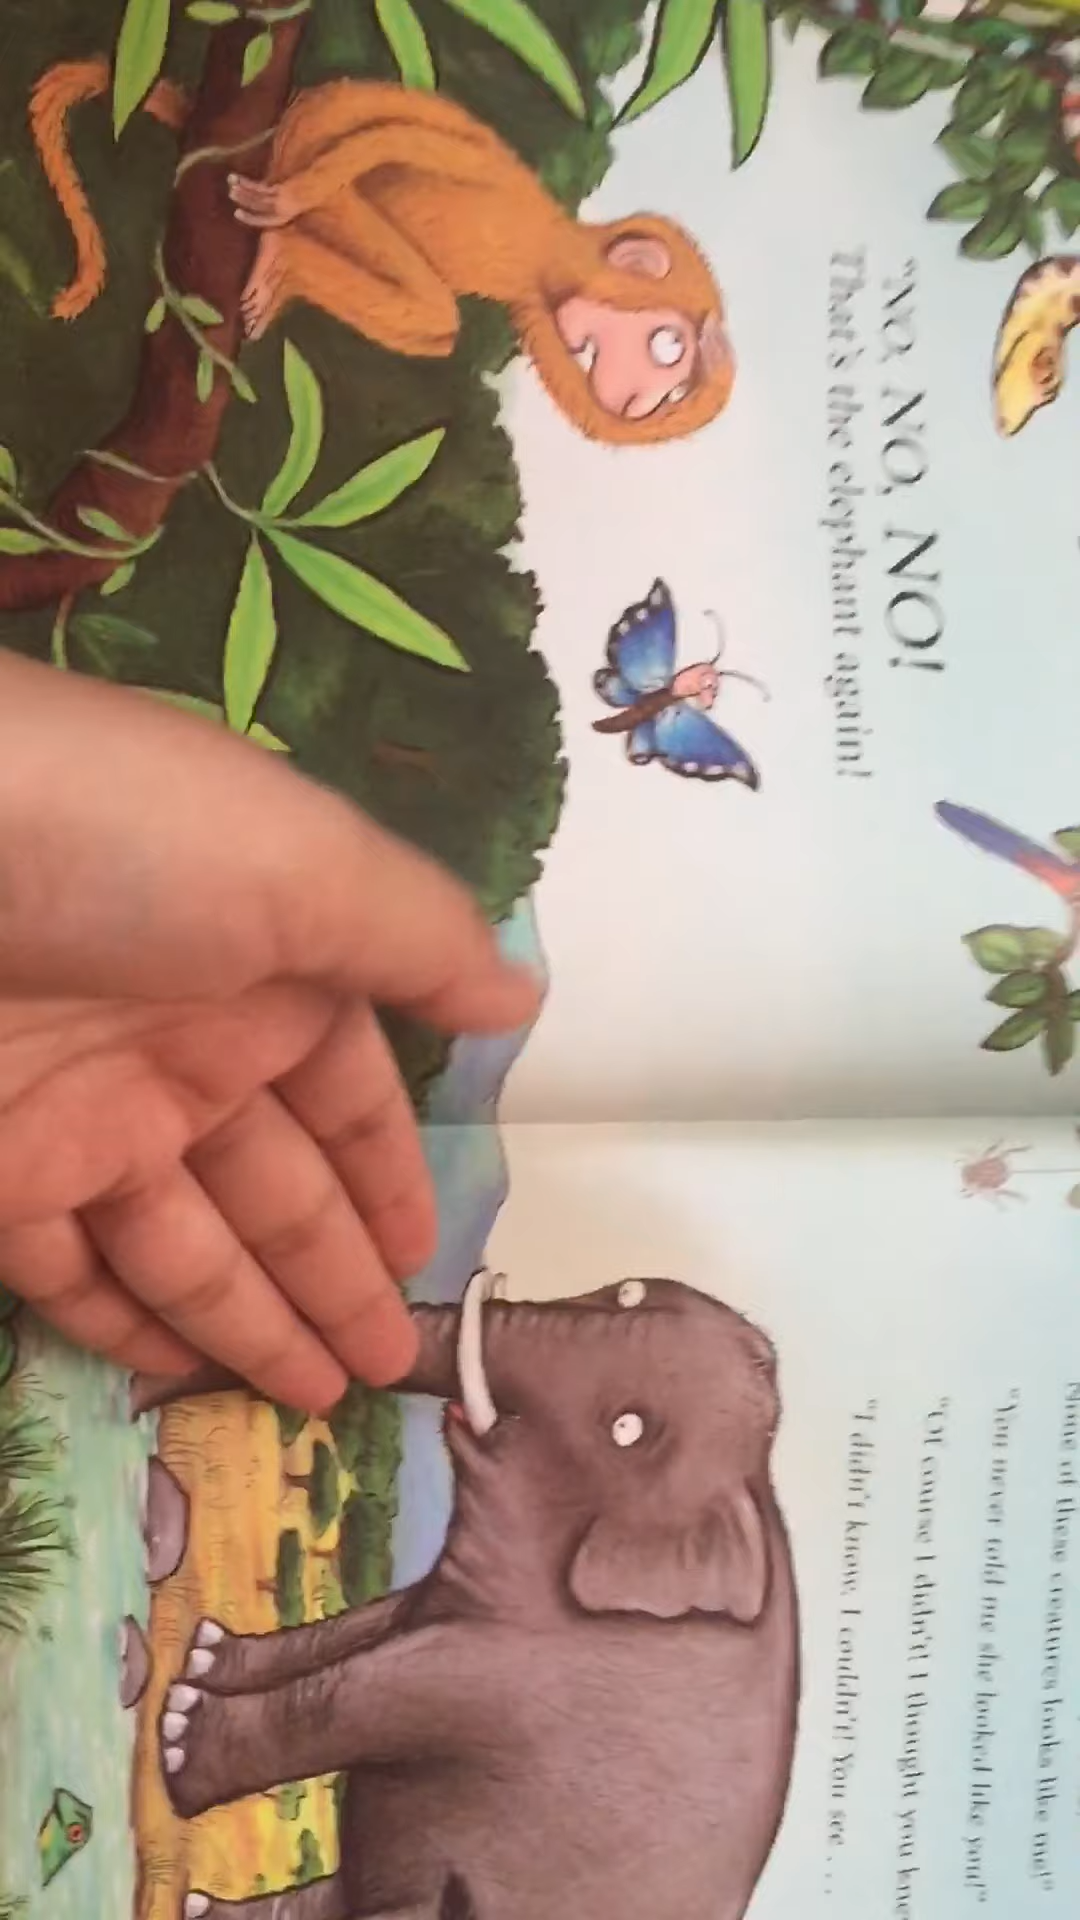 "NO, NO, NO!
That's the elephant again!
None of these creatures looks like me!"
"You never told me she looked like you!"
"Of course I didn't! I thought you knew
"I didn't know. I couldn't! You see . . .